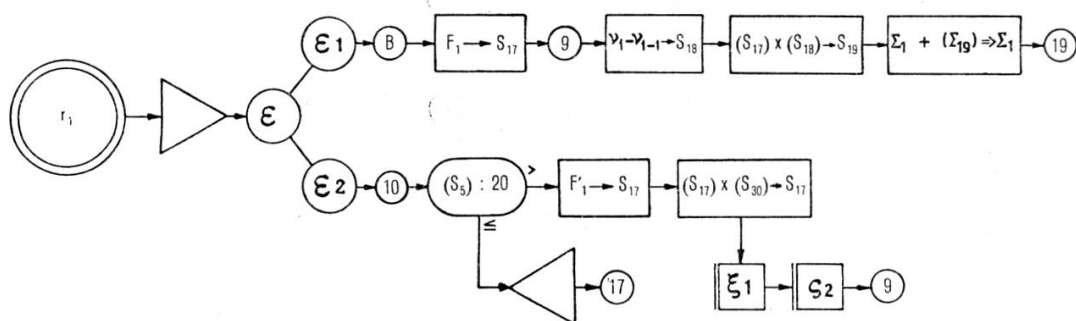 ε1 B F₁ → S₁₇ 9 ν₁−ν₁₋₁→S₁₈ (S₁₇) x (S₁₈)→S₁₉ Σ₁ + (Σ₁₉)⇒Σ₁ 19
r₁ ε
ε2 10 (S₅) : 20 > F'₁→ S₁₇ (S₁₇) x (S₃₀)→ S₁₇
≤
ξ1 ς2 9
17